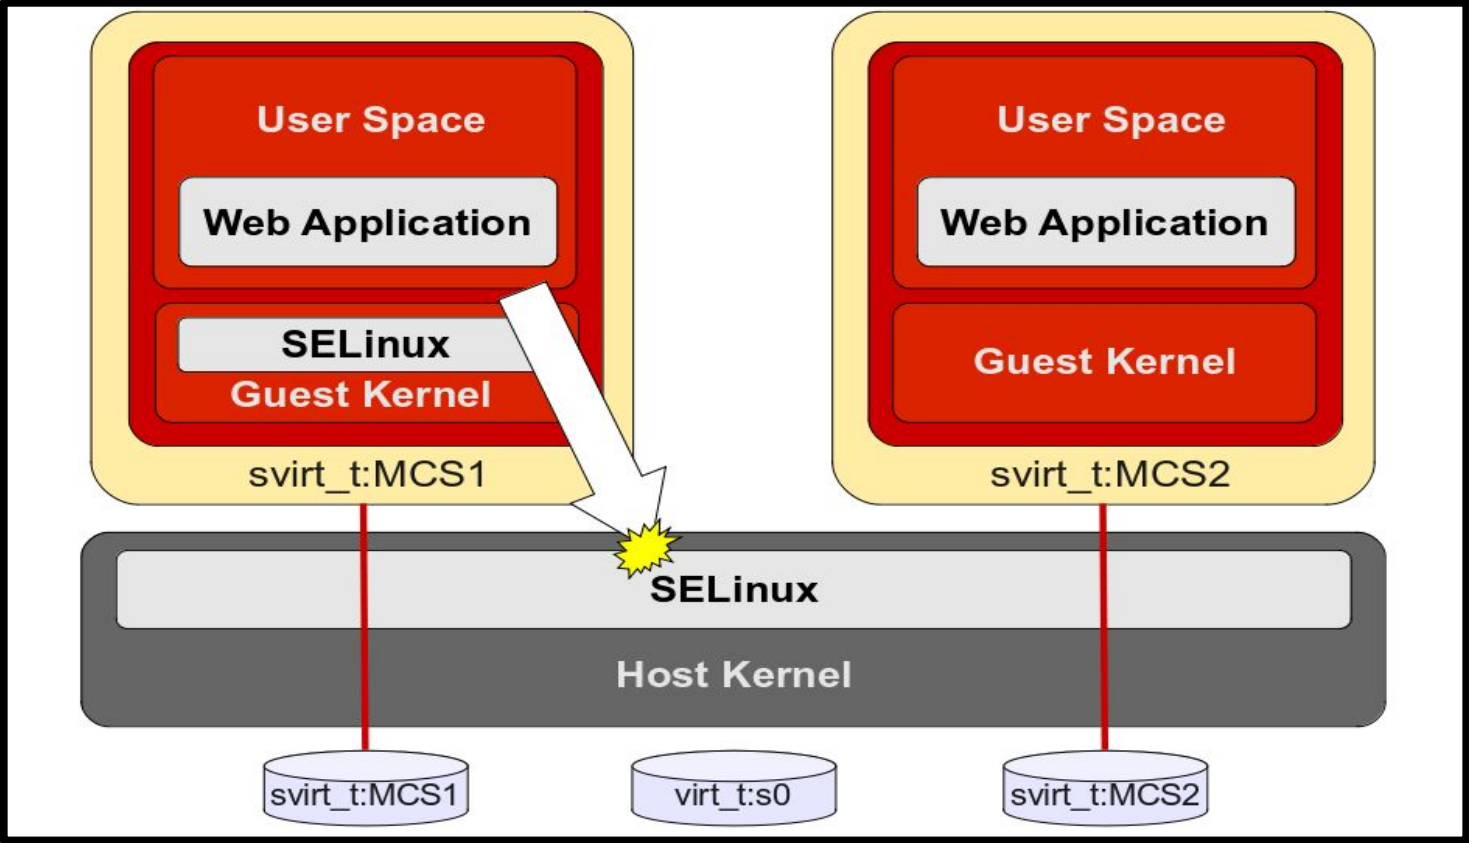 User Space
Web Application
SELinux
Guest Kernel
svirt_t:MCS1
User Space
Web Application
Guest Kernel
svirt_t:MCS2
SELinux
Host Kernel
svirt_t:MCS1
virt_t:s0
svirt_t:MCS2